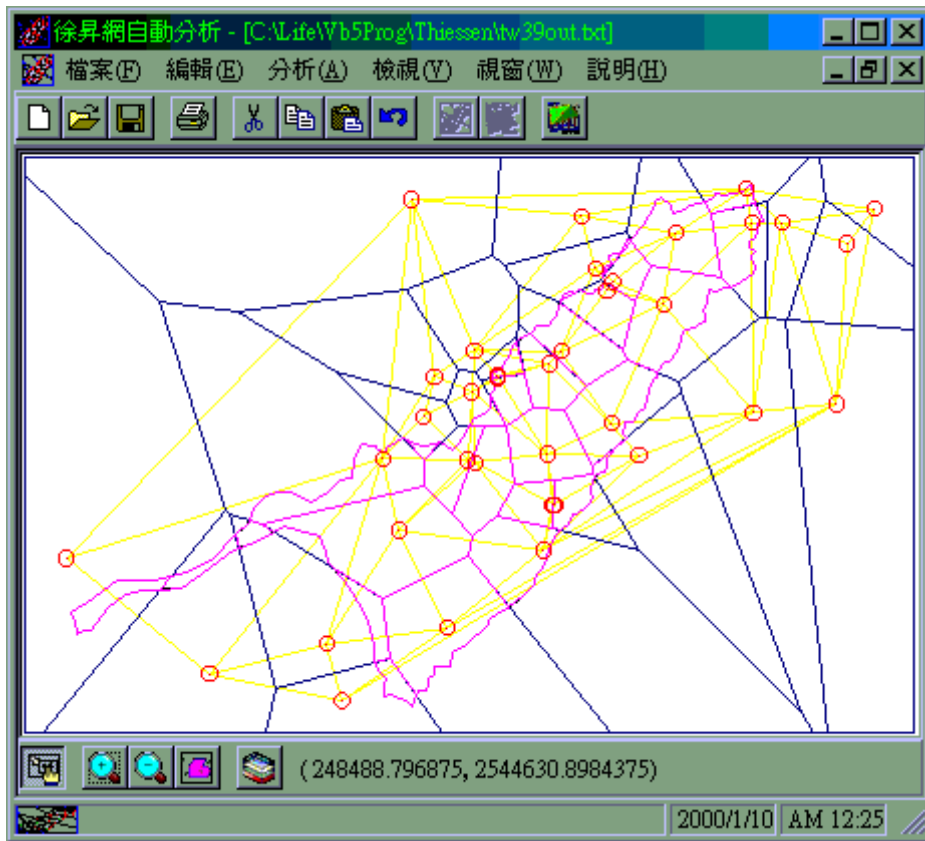 徐昇網自動分析 - [C:\Life\Vb5Prog\Thiessen\tw39out.txt]
檔案(F) 編輯(E) 分析(A) 檢視(V) 視窗(W) 說明(H)
(248488.796875, 2544630.8984375)
2000/1/10 AM 12:25